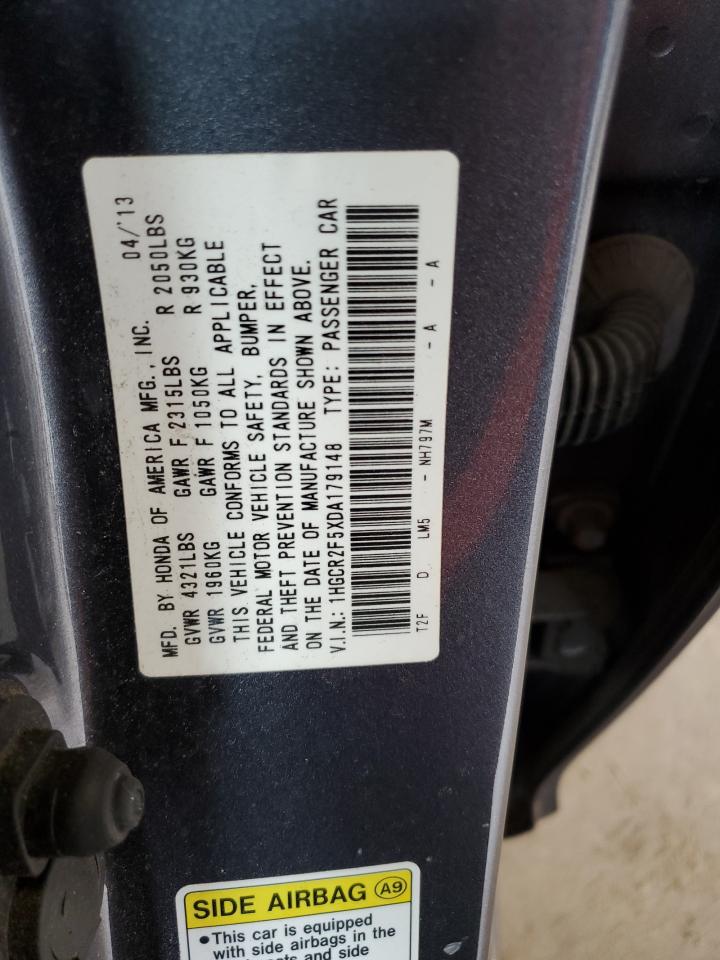 MFD. BY HONDA OF AMERICA MFG., INC. 04/'13
GVWR 4321LBS GAWR F 2315LBS R 2050LBS
GVWR 1960KG GAWR F 1050KG R 930KG
THIS VEHICLE CONFORMS TO ALL APPLICABLE
FEDERAL MOTOR VEHICLE SAFETY, BUMPER,
AND THEFT PREVENTION STANDARDS IN EFFECT
ON THE DATE OF MANUFACTURE SHOWN ABOVE.
V.I.N.: 1HGCR2F5XDA179148 TYPE: PASSENGER CAR
T2F D LM5 - NH797M - A - A
SIDE AIRBAG A9
•This car is equipped
with side airbags in the
and side